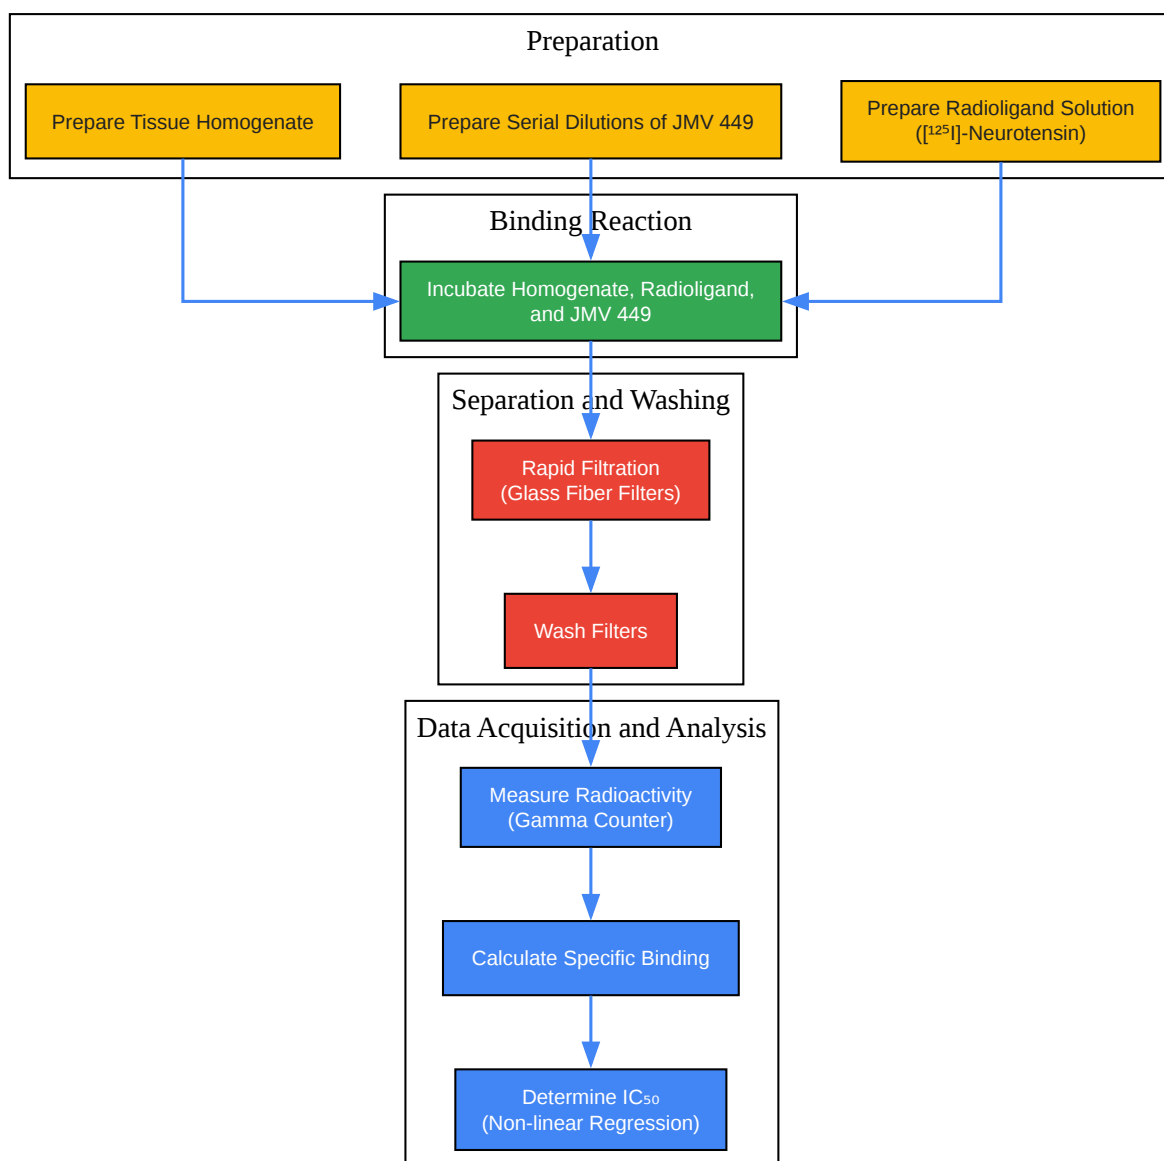 Preparation
Prepare Tissue Homogenate
Prepare Serial Dilutions of JMV 449
Prepare Radioligand Solution
([¹²⁵I]-Neurotensin)
Binding Reaction
Incubate Homogenate, Radioligand,
and JMV 449
Separation and Washing
Rapid Filtration
(Glass Fiber Filters)
Wash Filters
Data Acquisition and Analysis
Measure Radioactivity
(Gamma Counter)
Calculate Specific Binding
Determine IC₅₀
(Non-linear Regression)